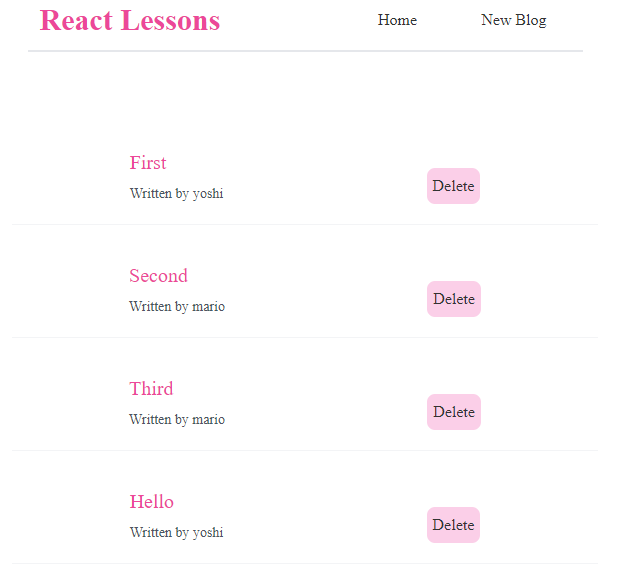 React Lessons
Home
New Blog
First
Written by yoshi
Delete
Second
Written by mario
Delete
Third
Written by mario
Delete
Hello
Written by yoshi
Delete